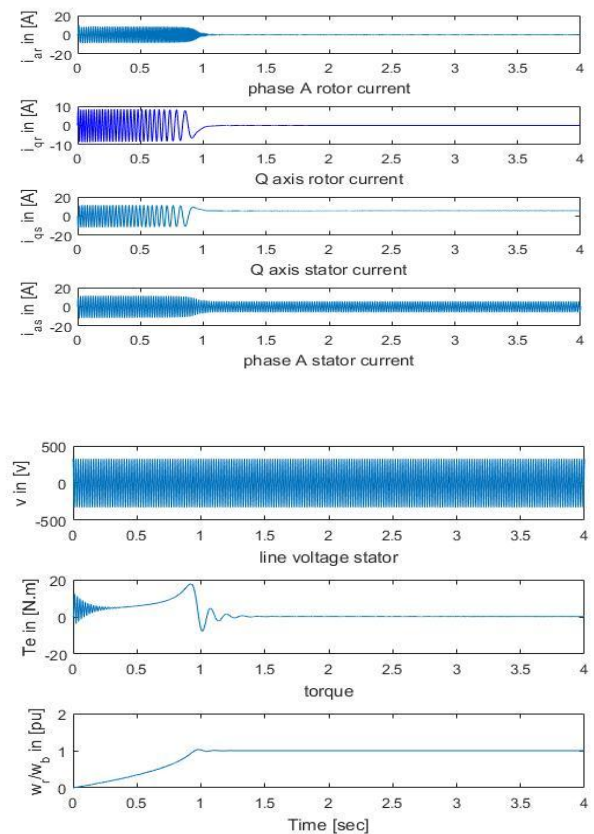 i_ar in [A]
20
0
-20
0 0.5 1 1.5 2 2.5 3 3.5 4
phase A rotor current
i_qr in [A]
10
0
-10
0 0.5 1 1.5 2 2.5 3 3.5 4
Q axis rotor current
i_qs in [A]
20
0
-20
0 0.5 1 1.5 2 2.5 3 3.5 4
Q axis stator current
i_as in [A]
20
0
-20
0 0.5 1 1.5 2 2.5 3 3.5 4
phase A stator current
v in [v]
500
0
-500
0 0.5 1 1.5 2 2.5 3 3.5 4
line voltage stator
Te in [N.m]
20
0
-20
0 0.5 1 1.5 2 2.5 3 3.5 4
torque
w_r/w_b in [pu]
2
1
0
0 0.5 1 1.5 2 2.5 3 3.5 4
Time [sec]